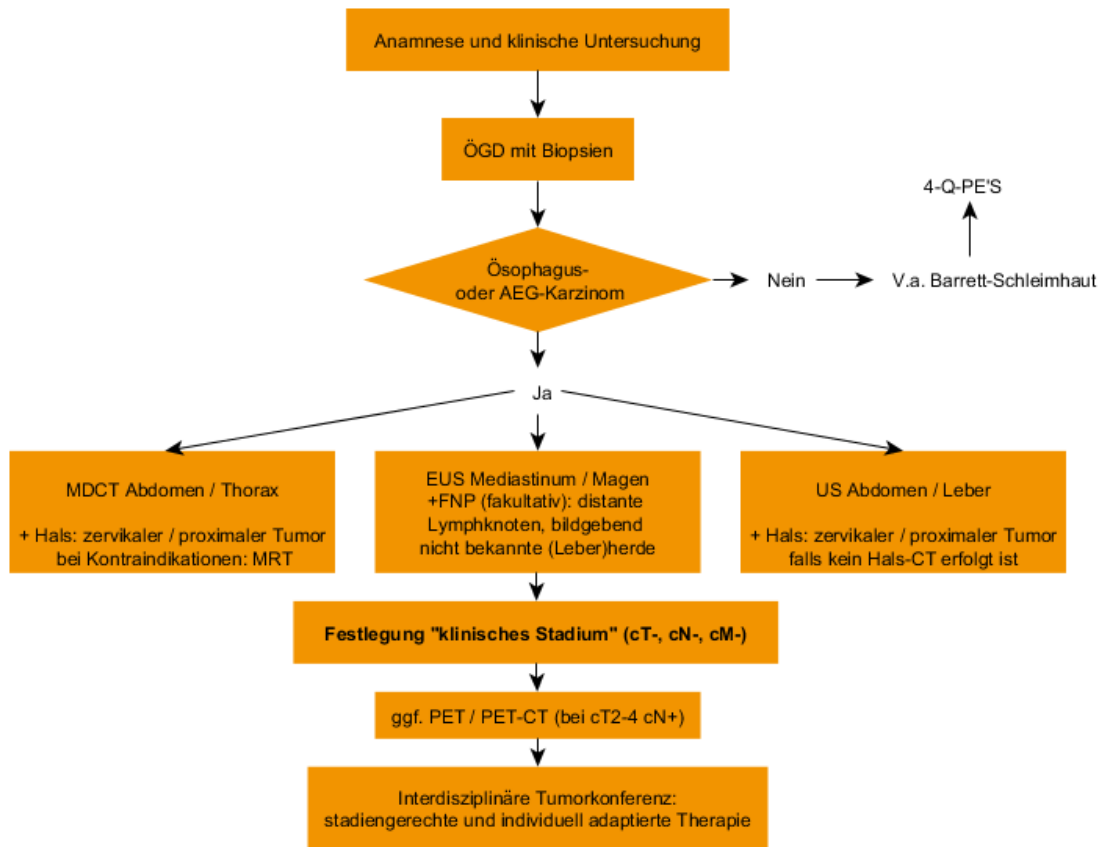 Anamnese und klinische Untersuchung
ÖGD mit Biopsien
4-Q-PE'S
Ösophagus-
oder AEG-Karzinom
Nein
V.a. Barrett-Schleimhaut
Ja
MDCT Abdomen / Thorax
+ Hals: zervikaler / proximaler Tumor
bei Kontraindikationen: MRT
EUS Mediastinum / Magen
+FNP (fakultativ): distante
Lymphknoten, bildgebend
nicht bekannte (Leber)herde
US Abdomen / Leber
+ Hals: zervikaler / proximaler Tumor
falls kein Hals-CT erfolgt ist
Festlegung "klinisches Stadium" (cT-, cN-, cM-)
ggf. PET / PET-CT (bei cT2-4 cN+)
Interdisziplinäre Tumorkonferenz:
stadiengerechte und individuell adaptierte Therapie